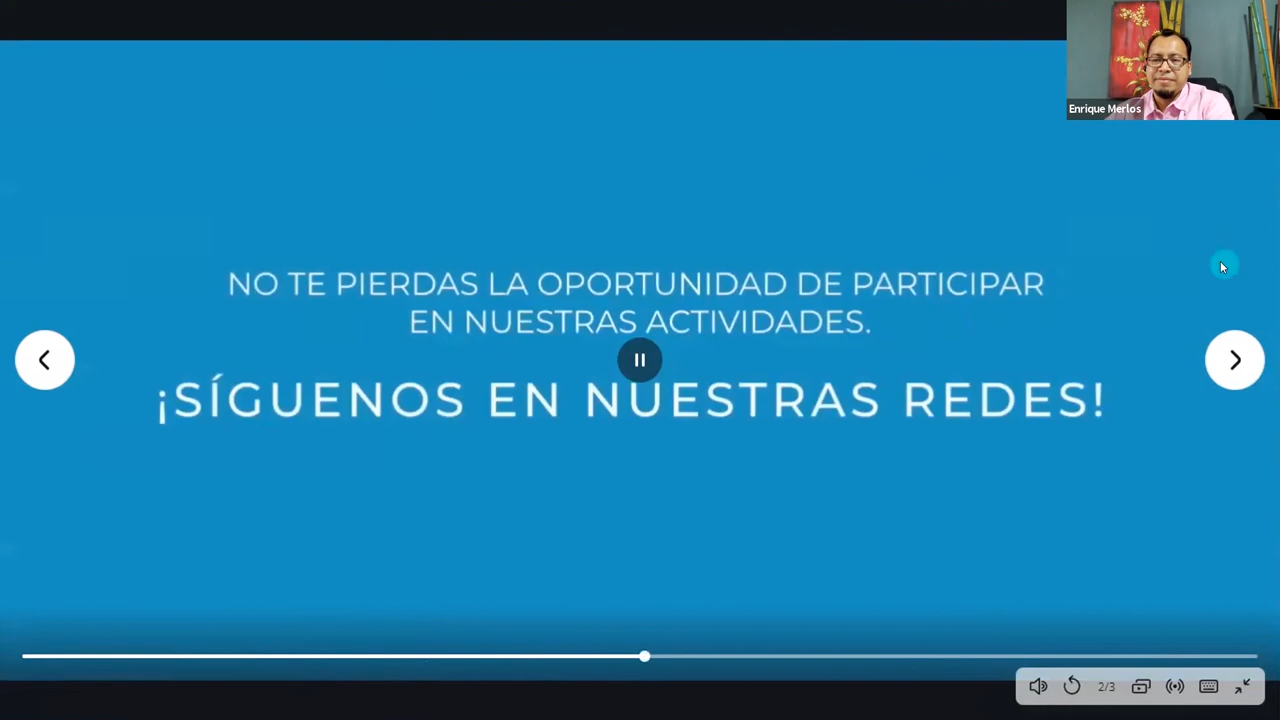 Enrique Merlos
NO TE PIERDAS LA OPORTUNIDAD DE PARTICIPAR
EN NUESTRAS ACTIVIDADES.
¡SÍGUENOS EN NUESTRAS REDES!
2/3